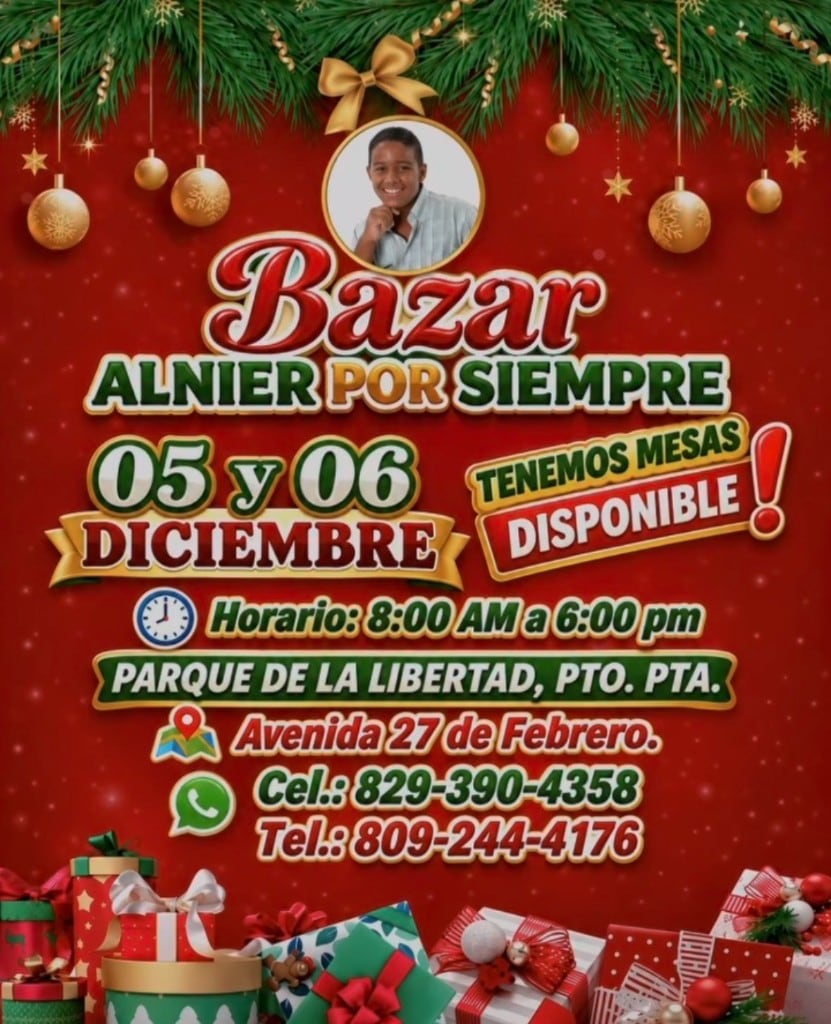 Bazar
ALNIER POR SIEMPRE
05 y 06
DICIEMBRE
TENEMOS MESAS
DISPONIBLE!
Horario: 8:00 AM a 6:00 pm
PARQUE DE LA LIBERTAD, PTO. PTA.
Avenida 27 de Febrero.
Cel.: 829-390-4358
Tel.: 809-244-4176